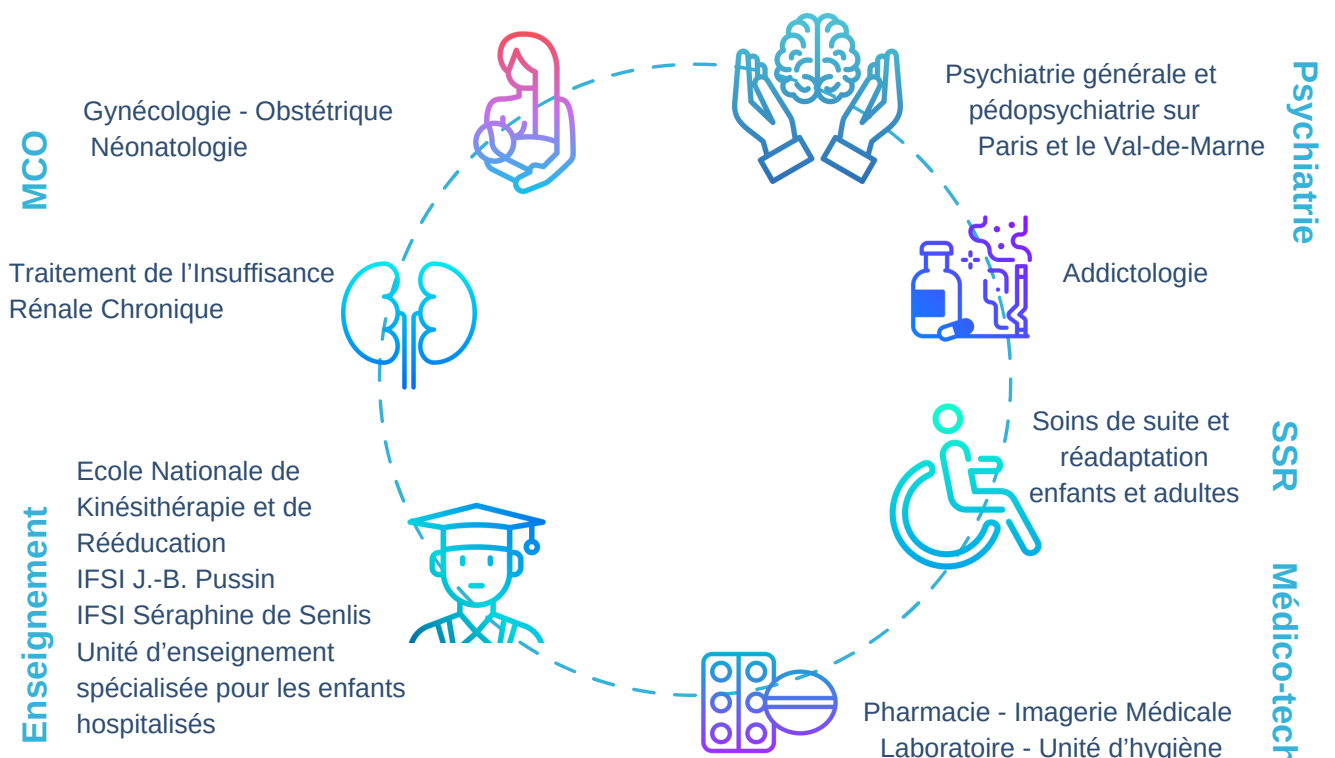 MCO
Gynécologie - Obstétrique
Néonatologie
Traitement de l’Insuffisance
Rénale Chronique
Enseignement
Ecole Nationale de
Kinésithérapie et de
Rééducation
IFSI J.-B. Pussin
IFSI Séraphine de Senlis
Unité d’enseignement
spécialisée pour les enfants
hospitalisés
Psychiatrie
Psychiatrie générale et
pédopsychiatrie sur
Paris et le Val-de-Marne
Addictologie
SSR
Soins de suite et
réadaptation
enfants et adultes
Médico-tech
Pharmacie - Imagerie Médicale
Laboratoire - Unité d’hygiène